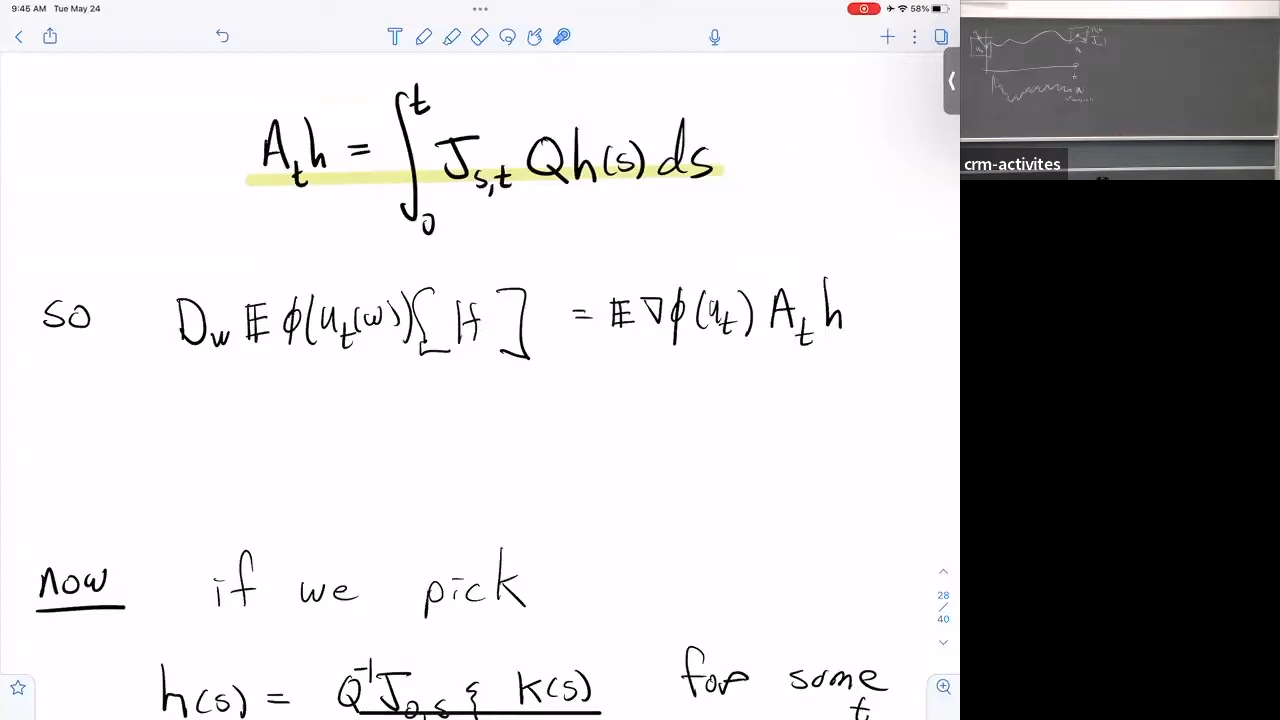 9:45 AM Tue May 24
58%
A_t h = ∫_0^t J_{s,t} Q h(s) ds
so D_w 𝔼 ϕ(u_t(w)) [H] = 𝔼 ∇ϕ(u_t) A_t h
now if we pick
h(s) = Q^{-1} J_{0,s} ξ K(s) for some
t
28
/
40
crm-activites